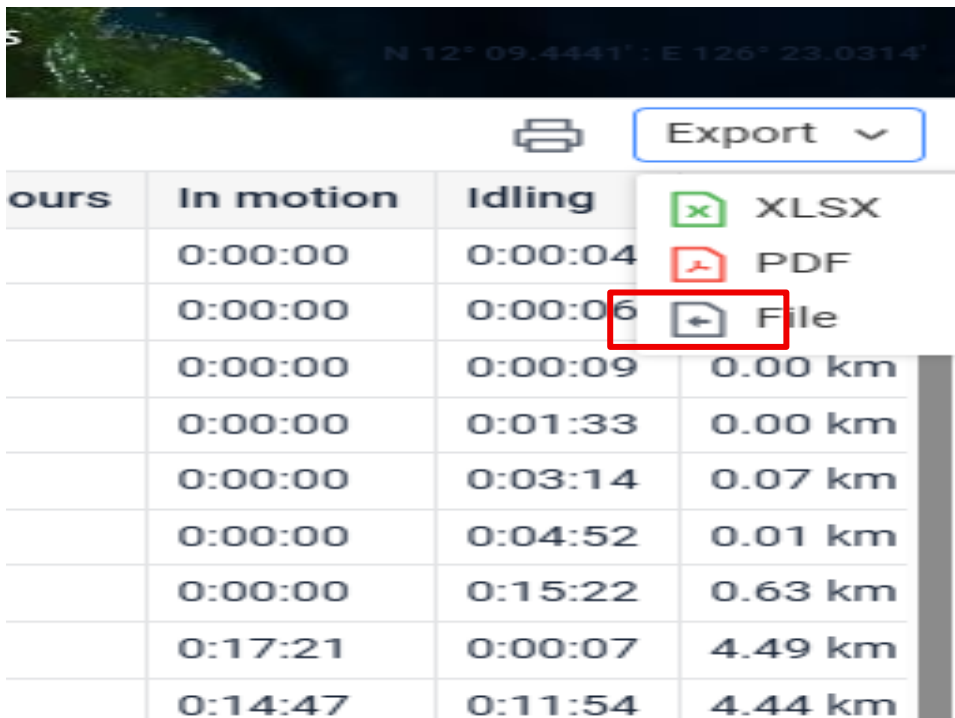 s
N 12° 09.4441' : E 126° 23.0314'
Export
ours In motion Idling
XLSX
PDF
File
0:00:00 0:00:04
0:00:00 0:00:06
0:00:00 0:00:09 0.00 km
0:00:00 0:01:33 0.00 km
0:00:00 0:03:14 0.07 km
0:00:00 0:04:52 0.01 km
0:00:00 0:15:22 0.63 km
0:17:21 0:00:07 4.49 km
0:14:47 0:11:54 4.44 km